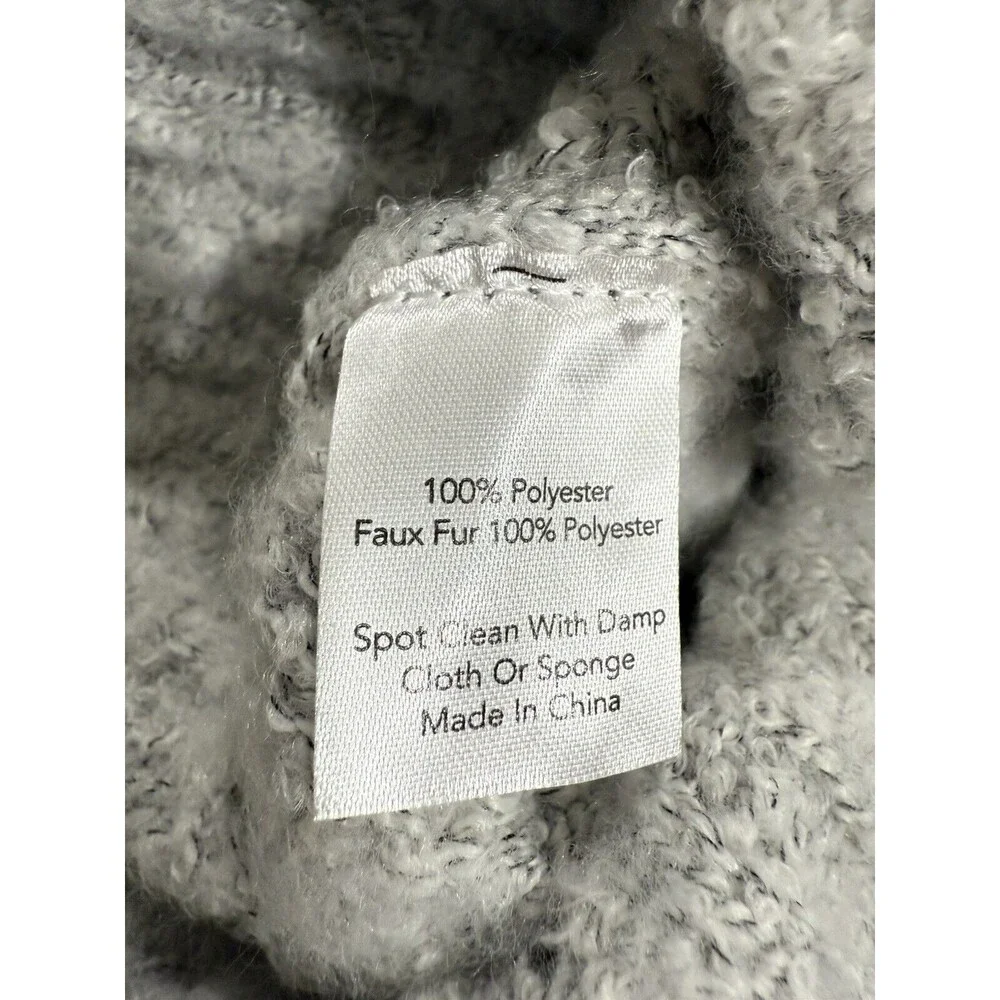 100% Polyester
Faux Fur 100% Polyester
Spot Clean With Damp
Cloth Or Sponge
Made In China